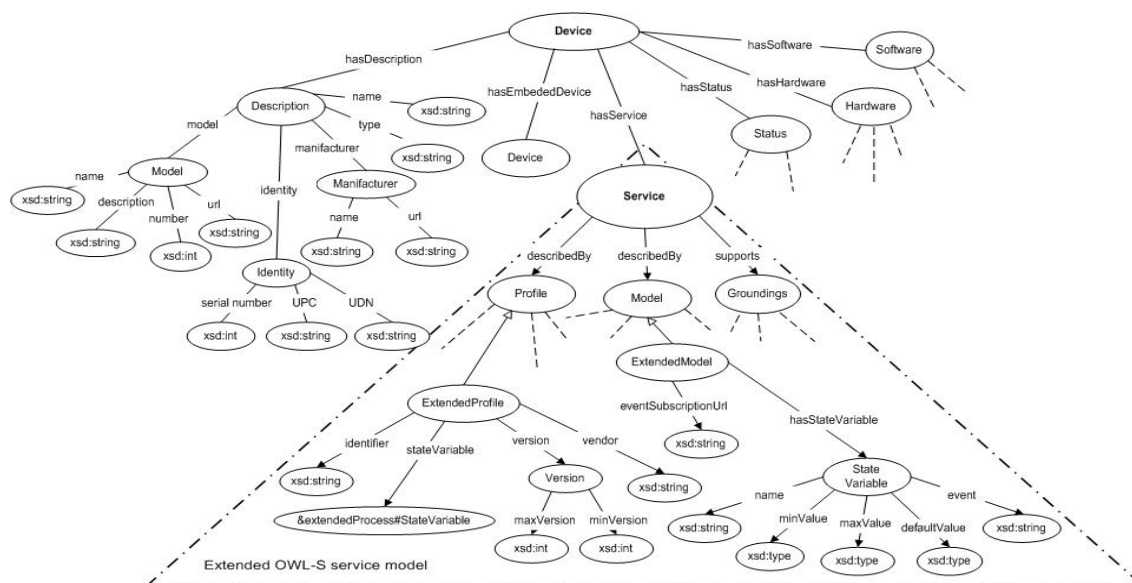 Device
hasDescription
hasEmbededDevice
hasService
hasStatus
hasHardware
hasSoftware
Software
Hardware
Status
Device
Description
name
xsd:string
type
xsd:string
model
identity
manifacturer
Model
name
xsd:string
description
xsd:string
number
xsd:int
url
xsd:string
Manifacturer
name
xsd:string
url
xsd:string
Identity
serial number
UPC
UDN
xsd:int
xsd:string
xsd:string
Service
describedBy
describedBy
supports
Profile
Model
Groundings
ExtendedProfile
ExtendedModel
eventSubscriptionUrl
xsd:string
hasStateVariable
identifier
stateVariable
version
vendor
xsd:string
&extendedProcess#StateVariable
Version
xsd:string
maxVersion
minVersion
xsd:int
xsd:int
State
Variable
name
minValue
maxValue
defaultValue
event
xsd:string
xsd:type
xsd:type
xsd:type
xsd:string
Extended OWL-S service model